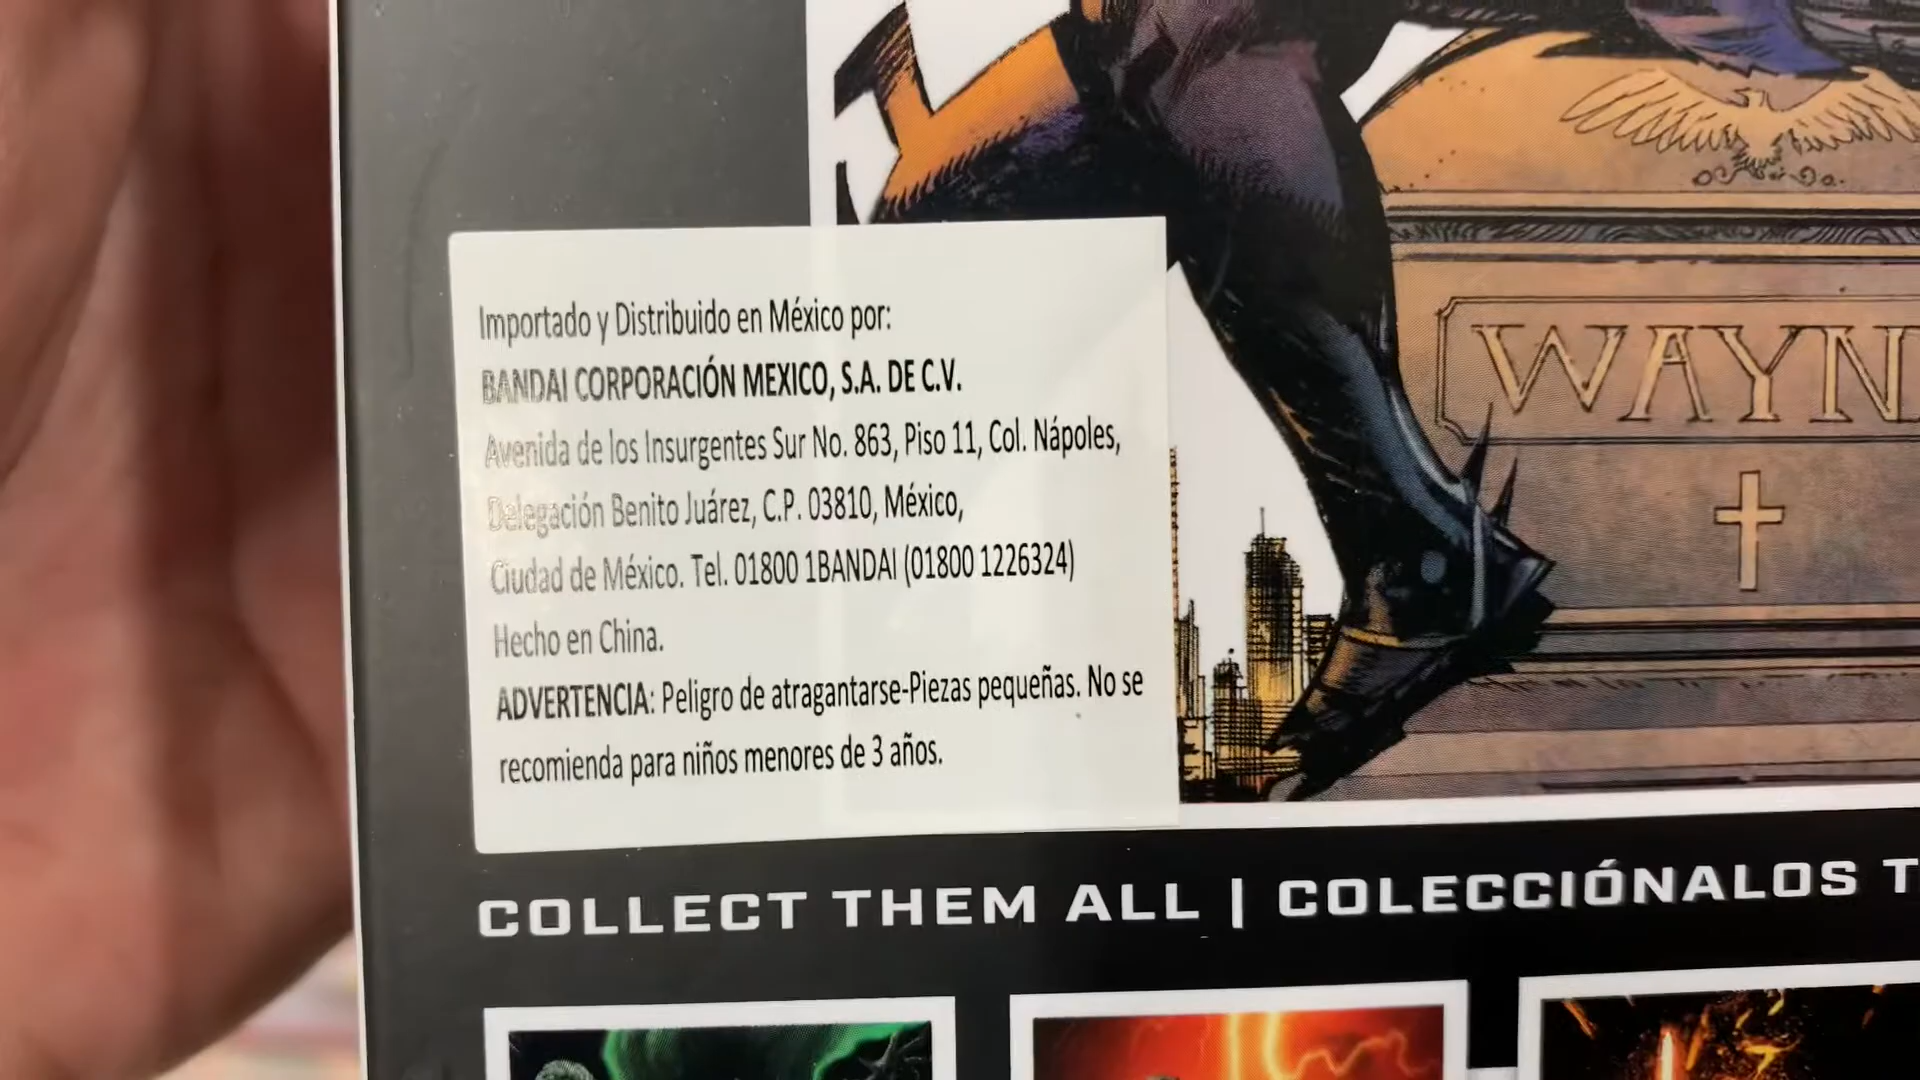 Importado y Distribuido en México por:
BANDAI CORPORACIÓN MEXICO, S.A. DE C.V.
Avenida de los Insurgentes Sur No. 863, Piso 11, Col. Nápoles,
Delegación Benito Juárez, C.P. 03810, México,
Ciudad de México. Tel. 01800 1BANDAI (01800 1226324)
Hecho en China.
ADVERTENCIA: Peligro de atragantarse-Piezas pequeñas. No se
recomienda para niños menores de 3 años.
WAYN
COLLECT THEM ALL | COLECCIÓNALOS T